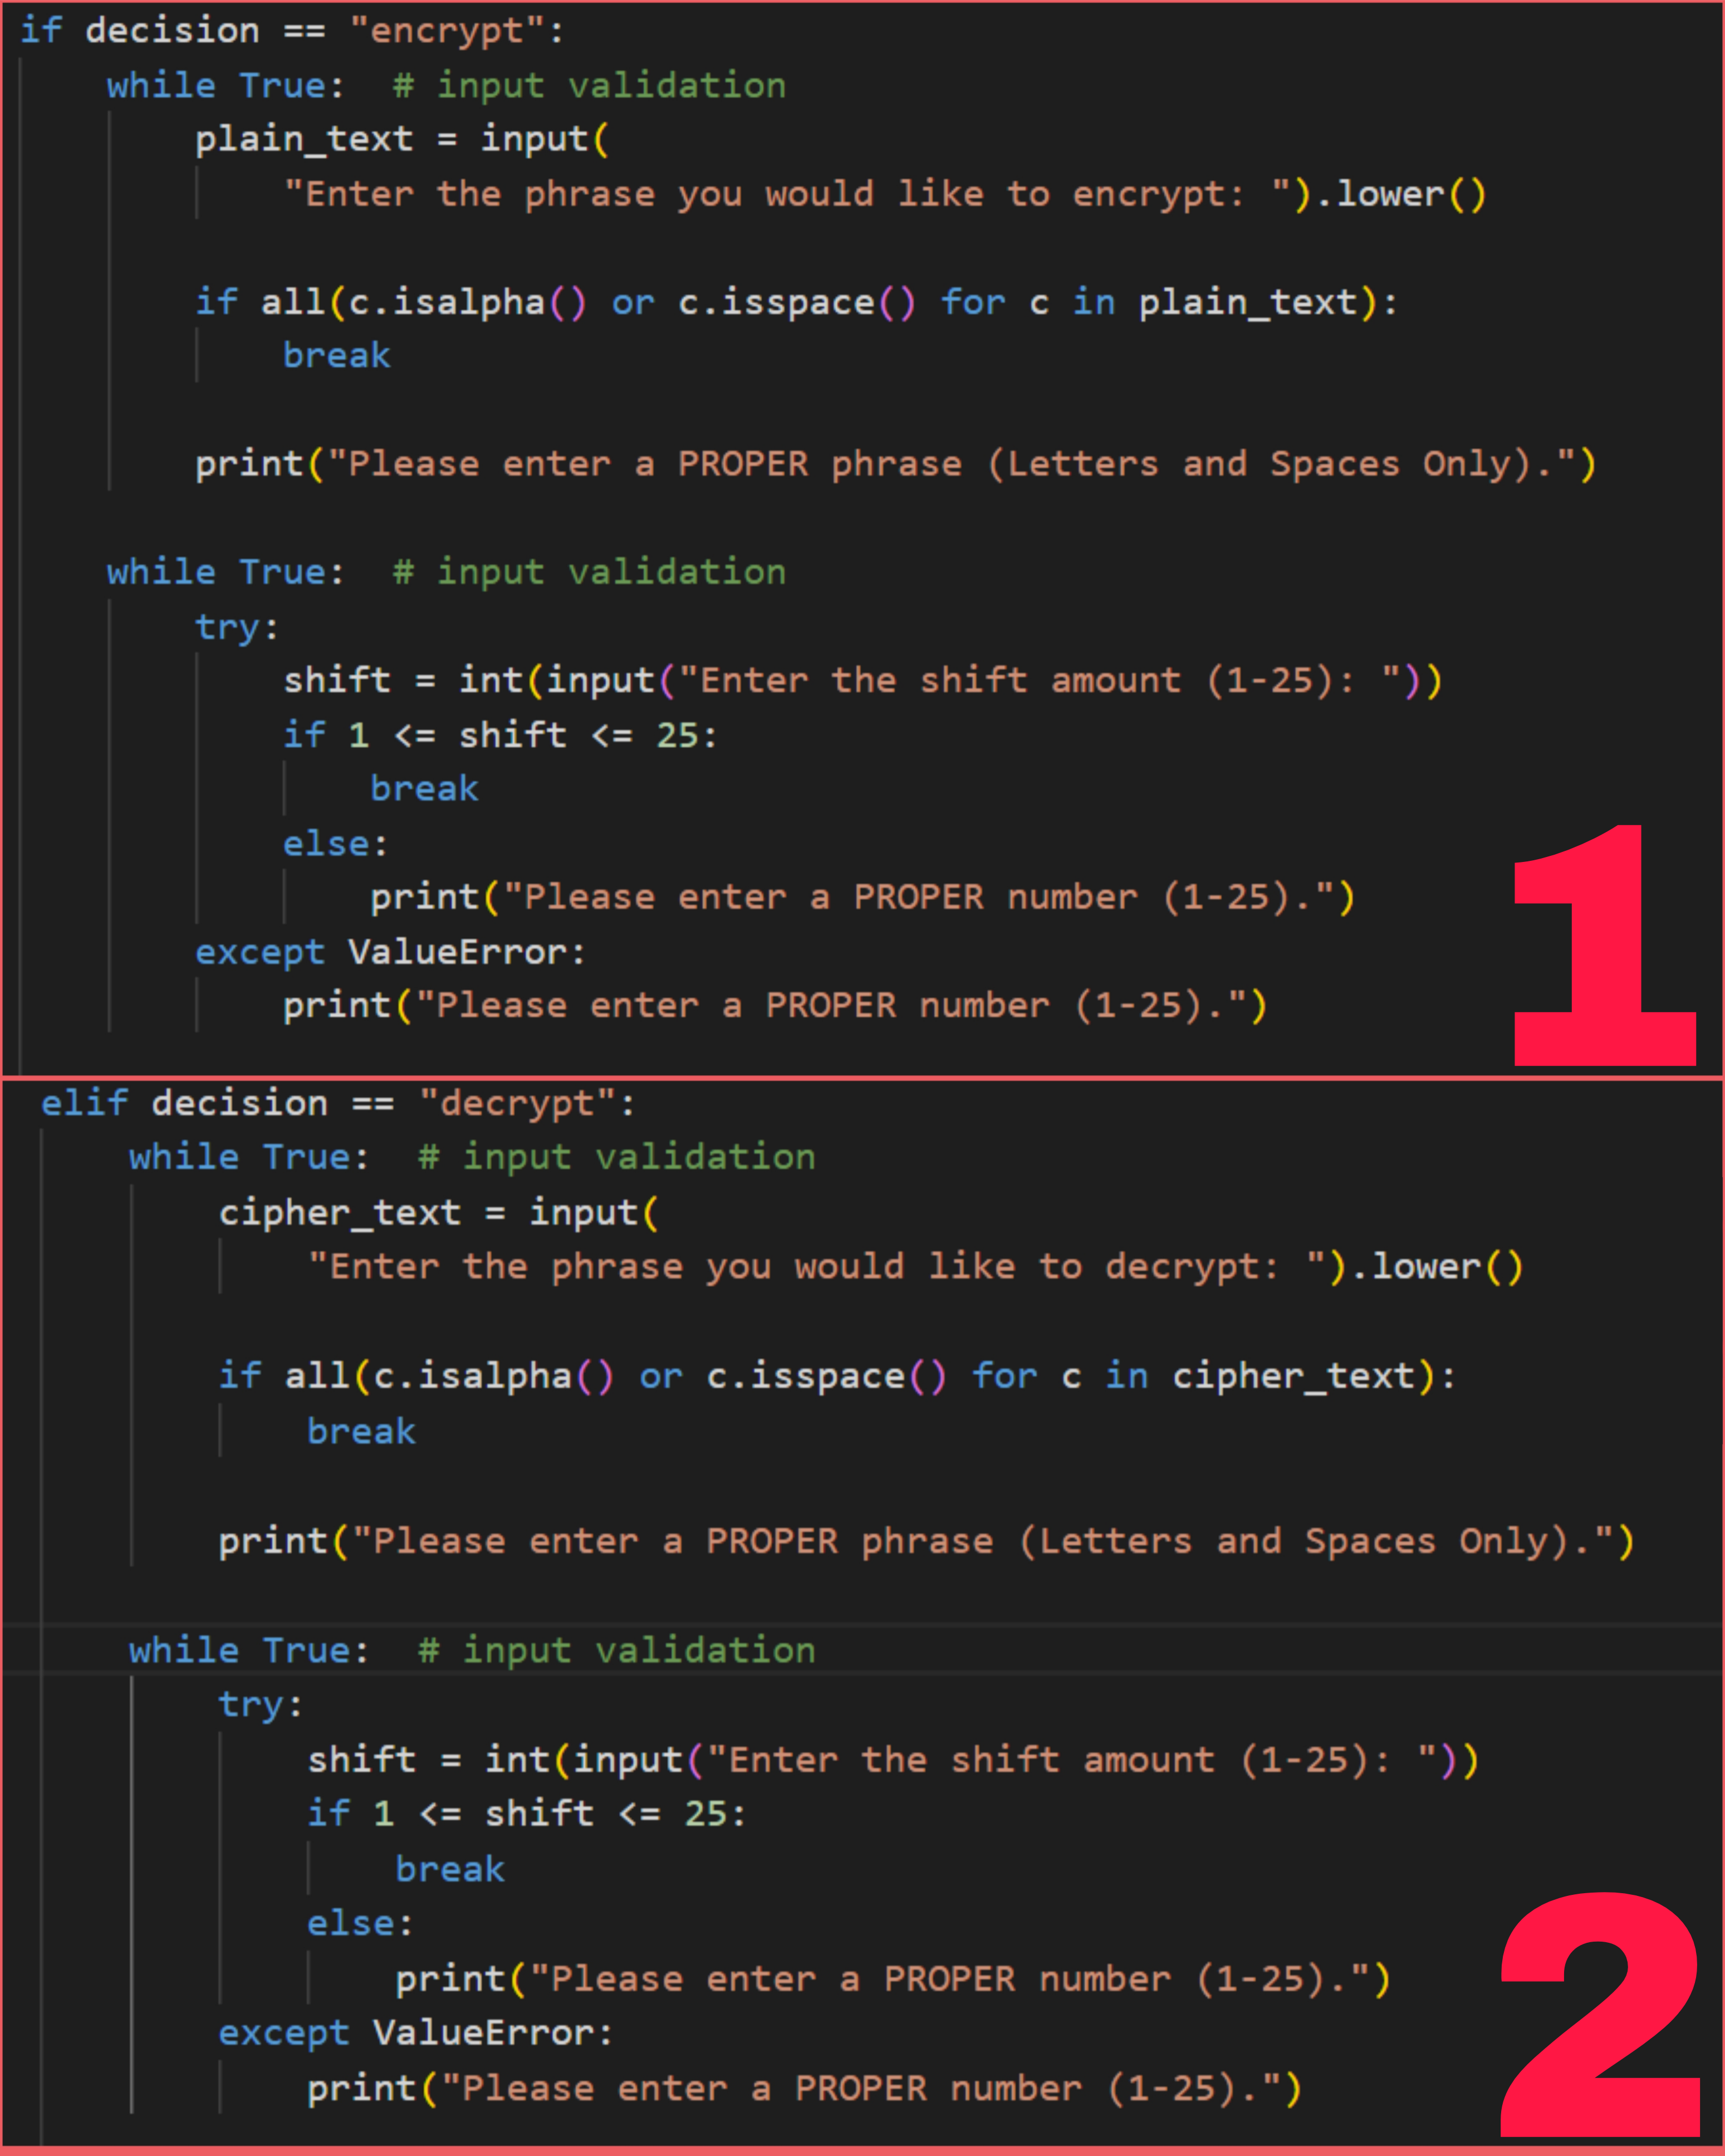 if decision == "encrypt":
    while True:  # input validation
        plain_text = input(
            "Enter the phrase you would like to encrypt: ").lower()

        if all(c.isalpha() or c.isspace() for c in plain_text):
            break

        print("Please enter a PROPER phrase (Letters and Spaces Only).")

    while True:  # input validation
        try:
            shift = int(input("Enter the shift amount (1-25): "))
            if 1 <= shift <= 25:
                break
            else:
                print("Please enter a PROPER number (1-25).")
        except ValueError:
            print("Please enter a PROPER number (1-25).")
1
elif decision == "decrypt":
    while True:  # input validation
        cipher_text = input(
            "Enter the phrase you would like to decrypt: ").lower()

        if all(c.isalpha() or c.isspace() for c in cipher_text):
            break

        print("Please enter a PROPER phrase (Letters and Spaces Only).")

    while True:  # input validation
        try:
            shift = int(input("Enter the shift amount (1-25): "))
            if 1 <= shift <= 25:
                break
            else:
                print("Please enter a PROPER number (1-25).")
        except ValueError:
            print("Please enter a PROPER number (1-25).")
2